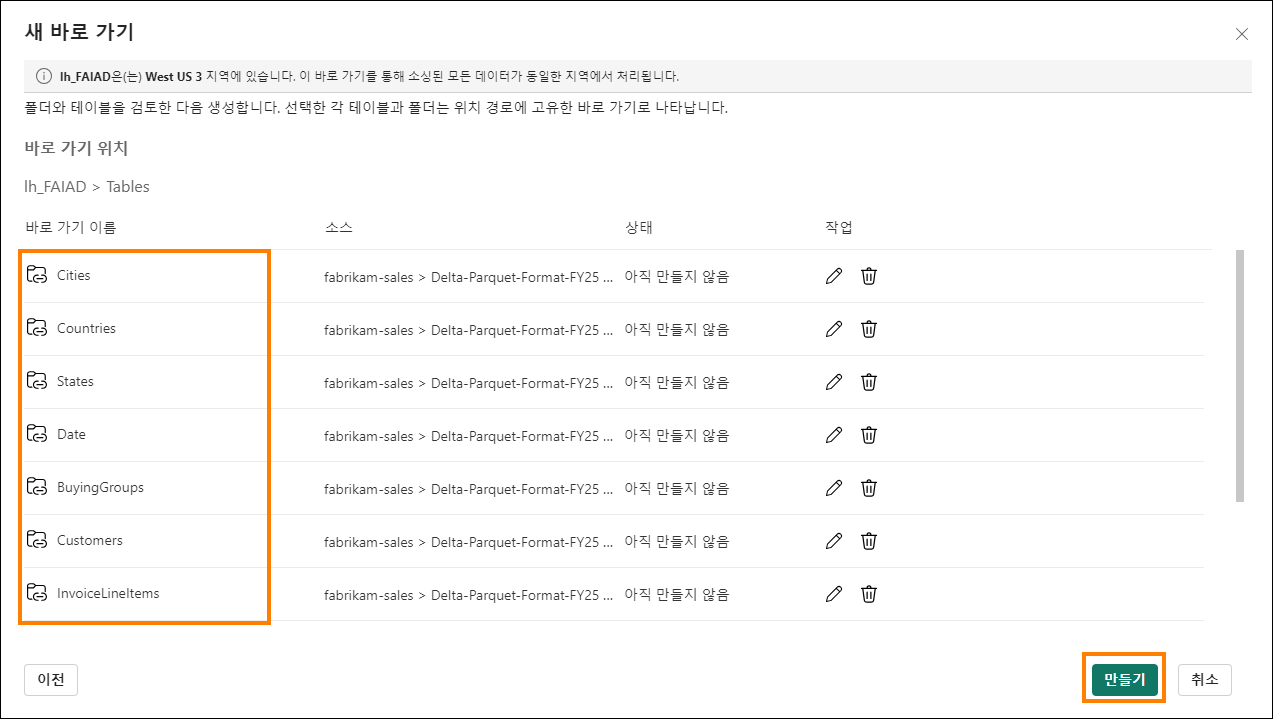 새 바로 가기
lh_FAIAD은(는) West US 3 지역에 있습니다. 이 바로 가기를 통해 소싱된 모든 데이터가 동일한 지역에서 처리됩니다.
폴더와 테이블을 검토한 다음 생성합니다. 선택한 각 테이블과 폴더는 위치 경로에 고유한 바로 가기로 나타납니다.
바로 가기 위치
lh_FAIAD > Tables
바로 가기 이름 소스 상태 작업
Cities fabrikam-sales > Delta-Parquet-Format-FY25 ... 아직 만들지 않음
Countries fabrikam-sales > Delta-Parquet-Format-FY25 ... 아직 만들지 않음
States fabrikam-sales > Delta-Parquet-Format-FY25 ... 아직 만들지 않음
Date fabrikam-sales > Delta-Parquet-Format-FY25 ... 아직 만들지 않음
BuyingGroups fabrikam-sales > Delta-Parquet-Format-FY25 ... 아직 만들지 않음
Customers fabrikam-sales > Delta-Parquet-Format-FY25 ... 아직 만들지 않음
InvoiceLineItems fabrikam-sales > Delta-Parquet-Format-FY25 ... 아직 만들지 않음
이전 만들기 취소